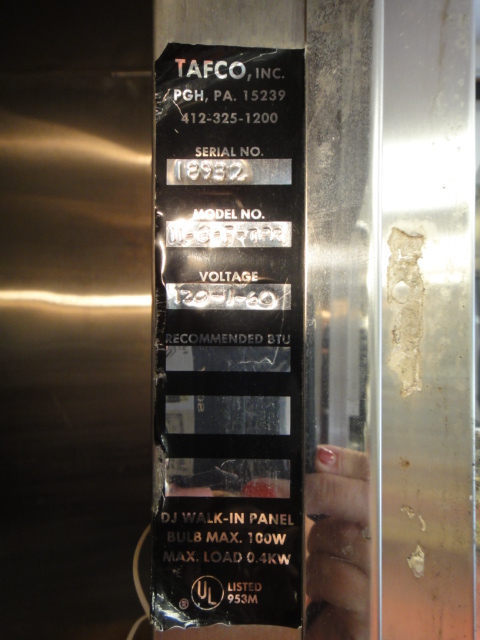 TAFCO, INC.
PGH, PA. 15239
412-325-1200
SERIAL NO.
18932
MODEL NO.
VOLTAGE
120-1-60
RECOMMENDED BTU
DJ WALK-IN PANEL
BULB MAX. 100W
MAX. LOAD 0.4KW
UL LISTED
® 953M